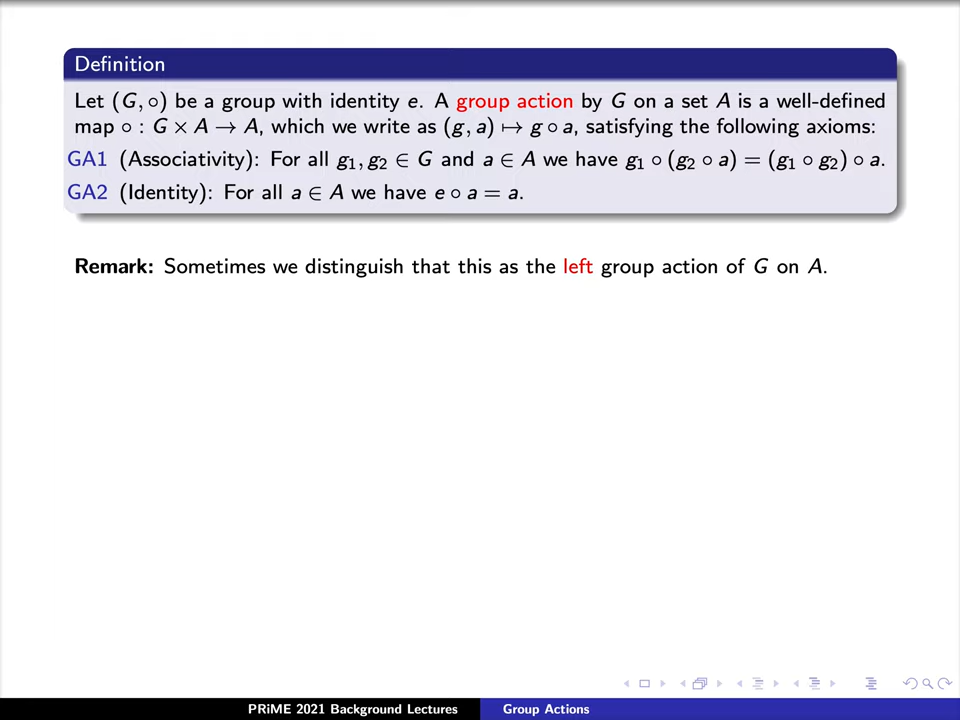 Definition
Let (G, ∘) be a group with identity e. A group action by G on a set A is a well-defined
map ∘ : G × A → A, which we write as (g, a) ↦ g ∘ a, satisfying the following axioms:
GA1 (Associativity): For all g₁, g₂ ∈ G and a ∈ A we have g₁ ∘ (g₂ ∘ a) = (g₁ ∘ g₂) ∘ a.
GA2 (Identity): For all a ∈ A we have e ∘ a = a.
Remark: Sometimes we distinguish that this as the left group action of G on A.
PRiME 2021 Background Lectures Group Actions